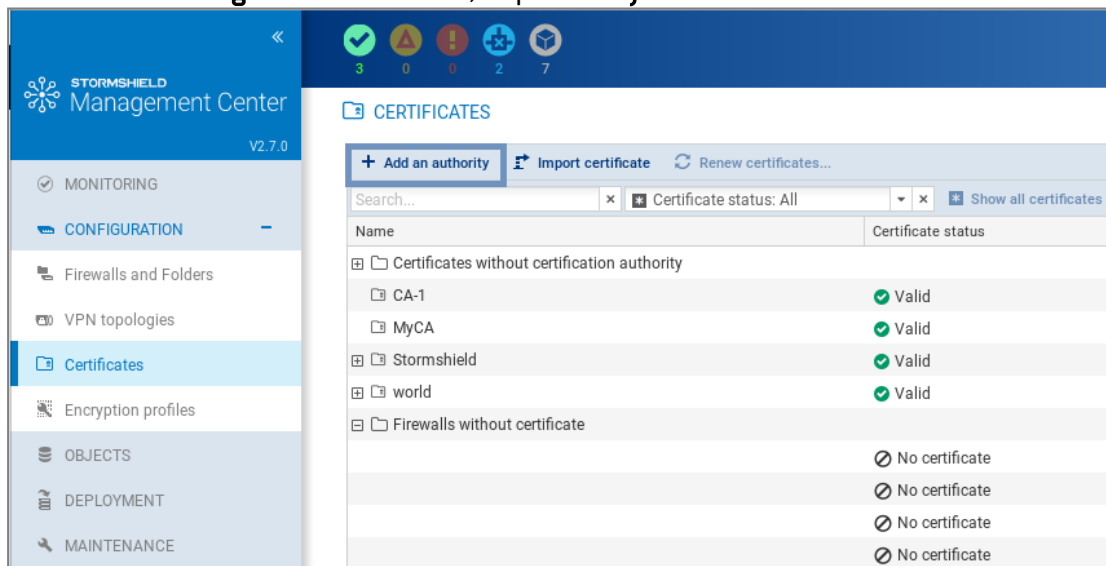 «
STORMSHIELD
Management Center
V2.7.0
3 0 0 2 7
MONITORING
CONFIGURATION
Firewalls and Folders
VPN topologies
Certificates
Encryption profiles
OBJECTS
DEPLOYMENT
MAINTENANCE
CERTIFICATES
+ Add an authority Import certificate Renew certificates...
Search... Certificate status: All Show all certificates
Name Certificate status
Certificates without certification authority
CA-1 Valid
MyCA Valid
Stormshield Valid
world Valid
Firewalls without certificate
No certificate
No certificate
No certificate
No certificate